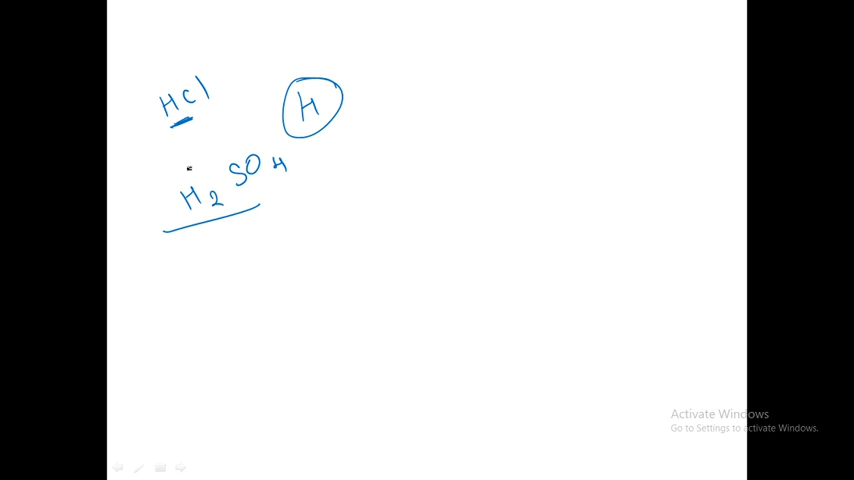 HCl
H
H2SO4
Activate Windows
Go to Settings to activate Windows.